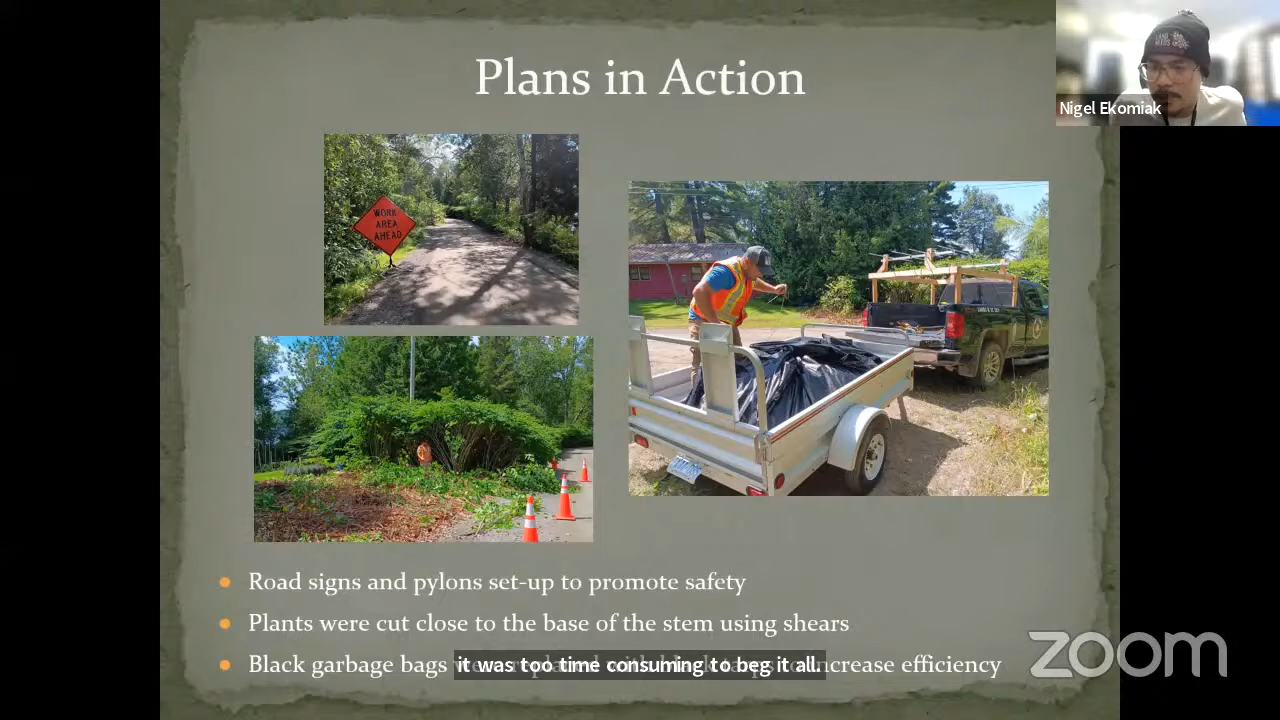 Plans in Action
Nigel Ekomiak
WORK
AREA
AHEAD
Road signs and pylons set-up to promote safety
Plants were cut close to the base of the stem using shears
Black garbage bags increase efficiency
it was too time consuming to beg it all.
zoom